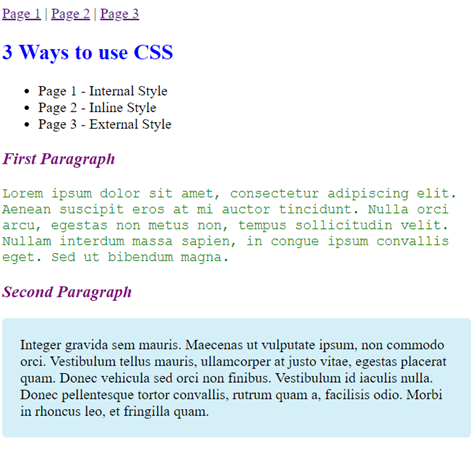 Page 1 | Page 2 | Page 3
3 Ways to use CSS
Page 1 - Internal Style
Page 2 - Inline Style
Page 3 - External Style
First Paragraph
Lorem ipsum dolor sit amet, consectetur adipiscing elit.
Aenean suscipit eros at mi auctor tincidunt. Nulla orci
arcu, egestas non metus non, tempus sollicitudin velit.
Nullam interdum massa sapien, in congue ipsum convallis
eget. Sed ut bibendum magna.
Second Paragraph
Integer gravida sem mauris. Maecenas ut vulputate ipsum, non commodo
orci. Vestibulum tellus mauris, ullamcorper at justo vitae, egestas placerat
quam. Donec vehicula sed orci non finibus. Vestibulum id iaculis nulla.
Donec pellentesque tortor convallis, rutrum quam a, facilisis odio. Morbi
in rhoncus leo, et fringilla quam.